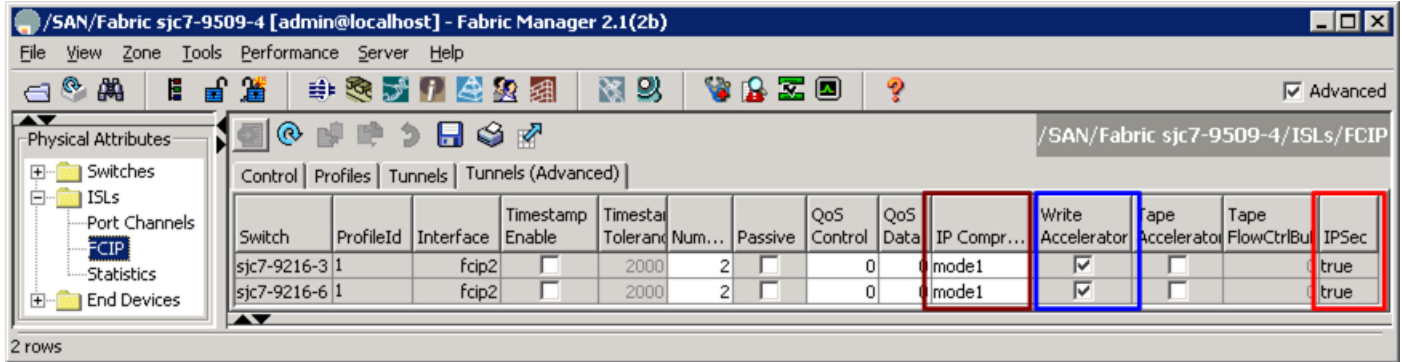 /SAN/Fabric sjc7-9509-4 [admin@localhost] - Fabric Manager 2.1(2b)
File View Zone Tools Performance Server Help
Advanced
Physical Attributes
Switches
ISLs
Port Channels
FCIP
Statistics
End Devices
/SAN/Fabric sjc7-9509-4/ISLs/FCIP
Control Profiles Tunnels Tunnels (Advanced)
Timestamp Timestar QoS QoS Write Tape Tape
Switch ProfileId Interface Enable Toleranc Num... Passive Control Data IP Compr... Accelerator Accelerator FlowCtrlBuf IPSec
sjc7-9216-3 1 fcip2 2000 2 0 0 mode1 0 true
sjc7-9216-6 1 fcip2 2000 2 0 0 mode1 0 true
2 rows